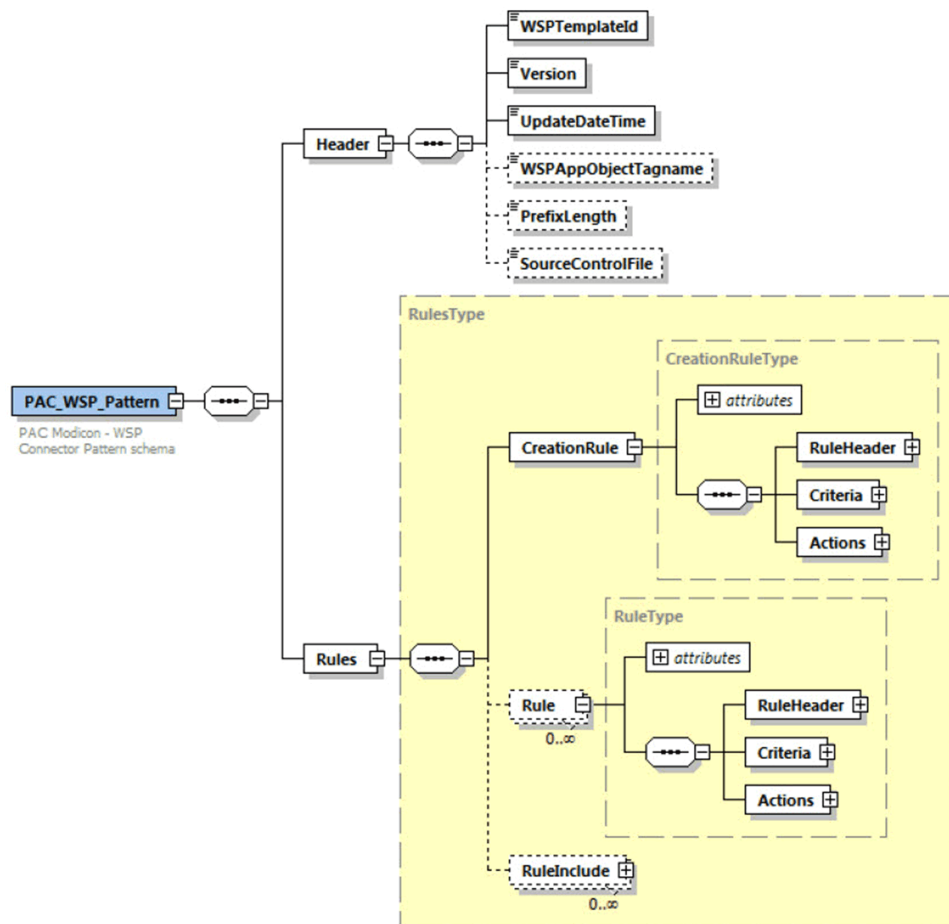 WSPTemplateId
Version
UpdateDateTime
Header
WSPAppObjectTagname
PrefixLength
SourceControlFile
RulesType
CreationRuleType
attributes
PAC_WSP_Pattern
PAC Modicon - WSP
Connector Pattern schema
CreationRule
RuleHeader
Criteria
Actions
RuleType
attributes
Rules
Rule
0..∞
RuleHeader
Criteria
Actions
RuleInclude
0..∞